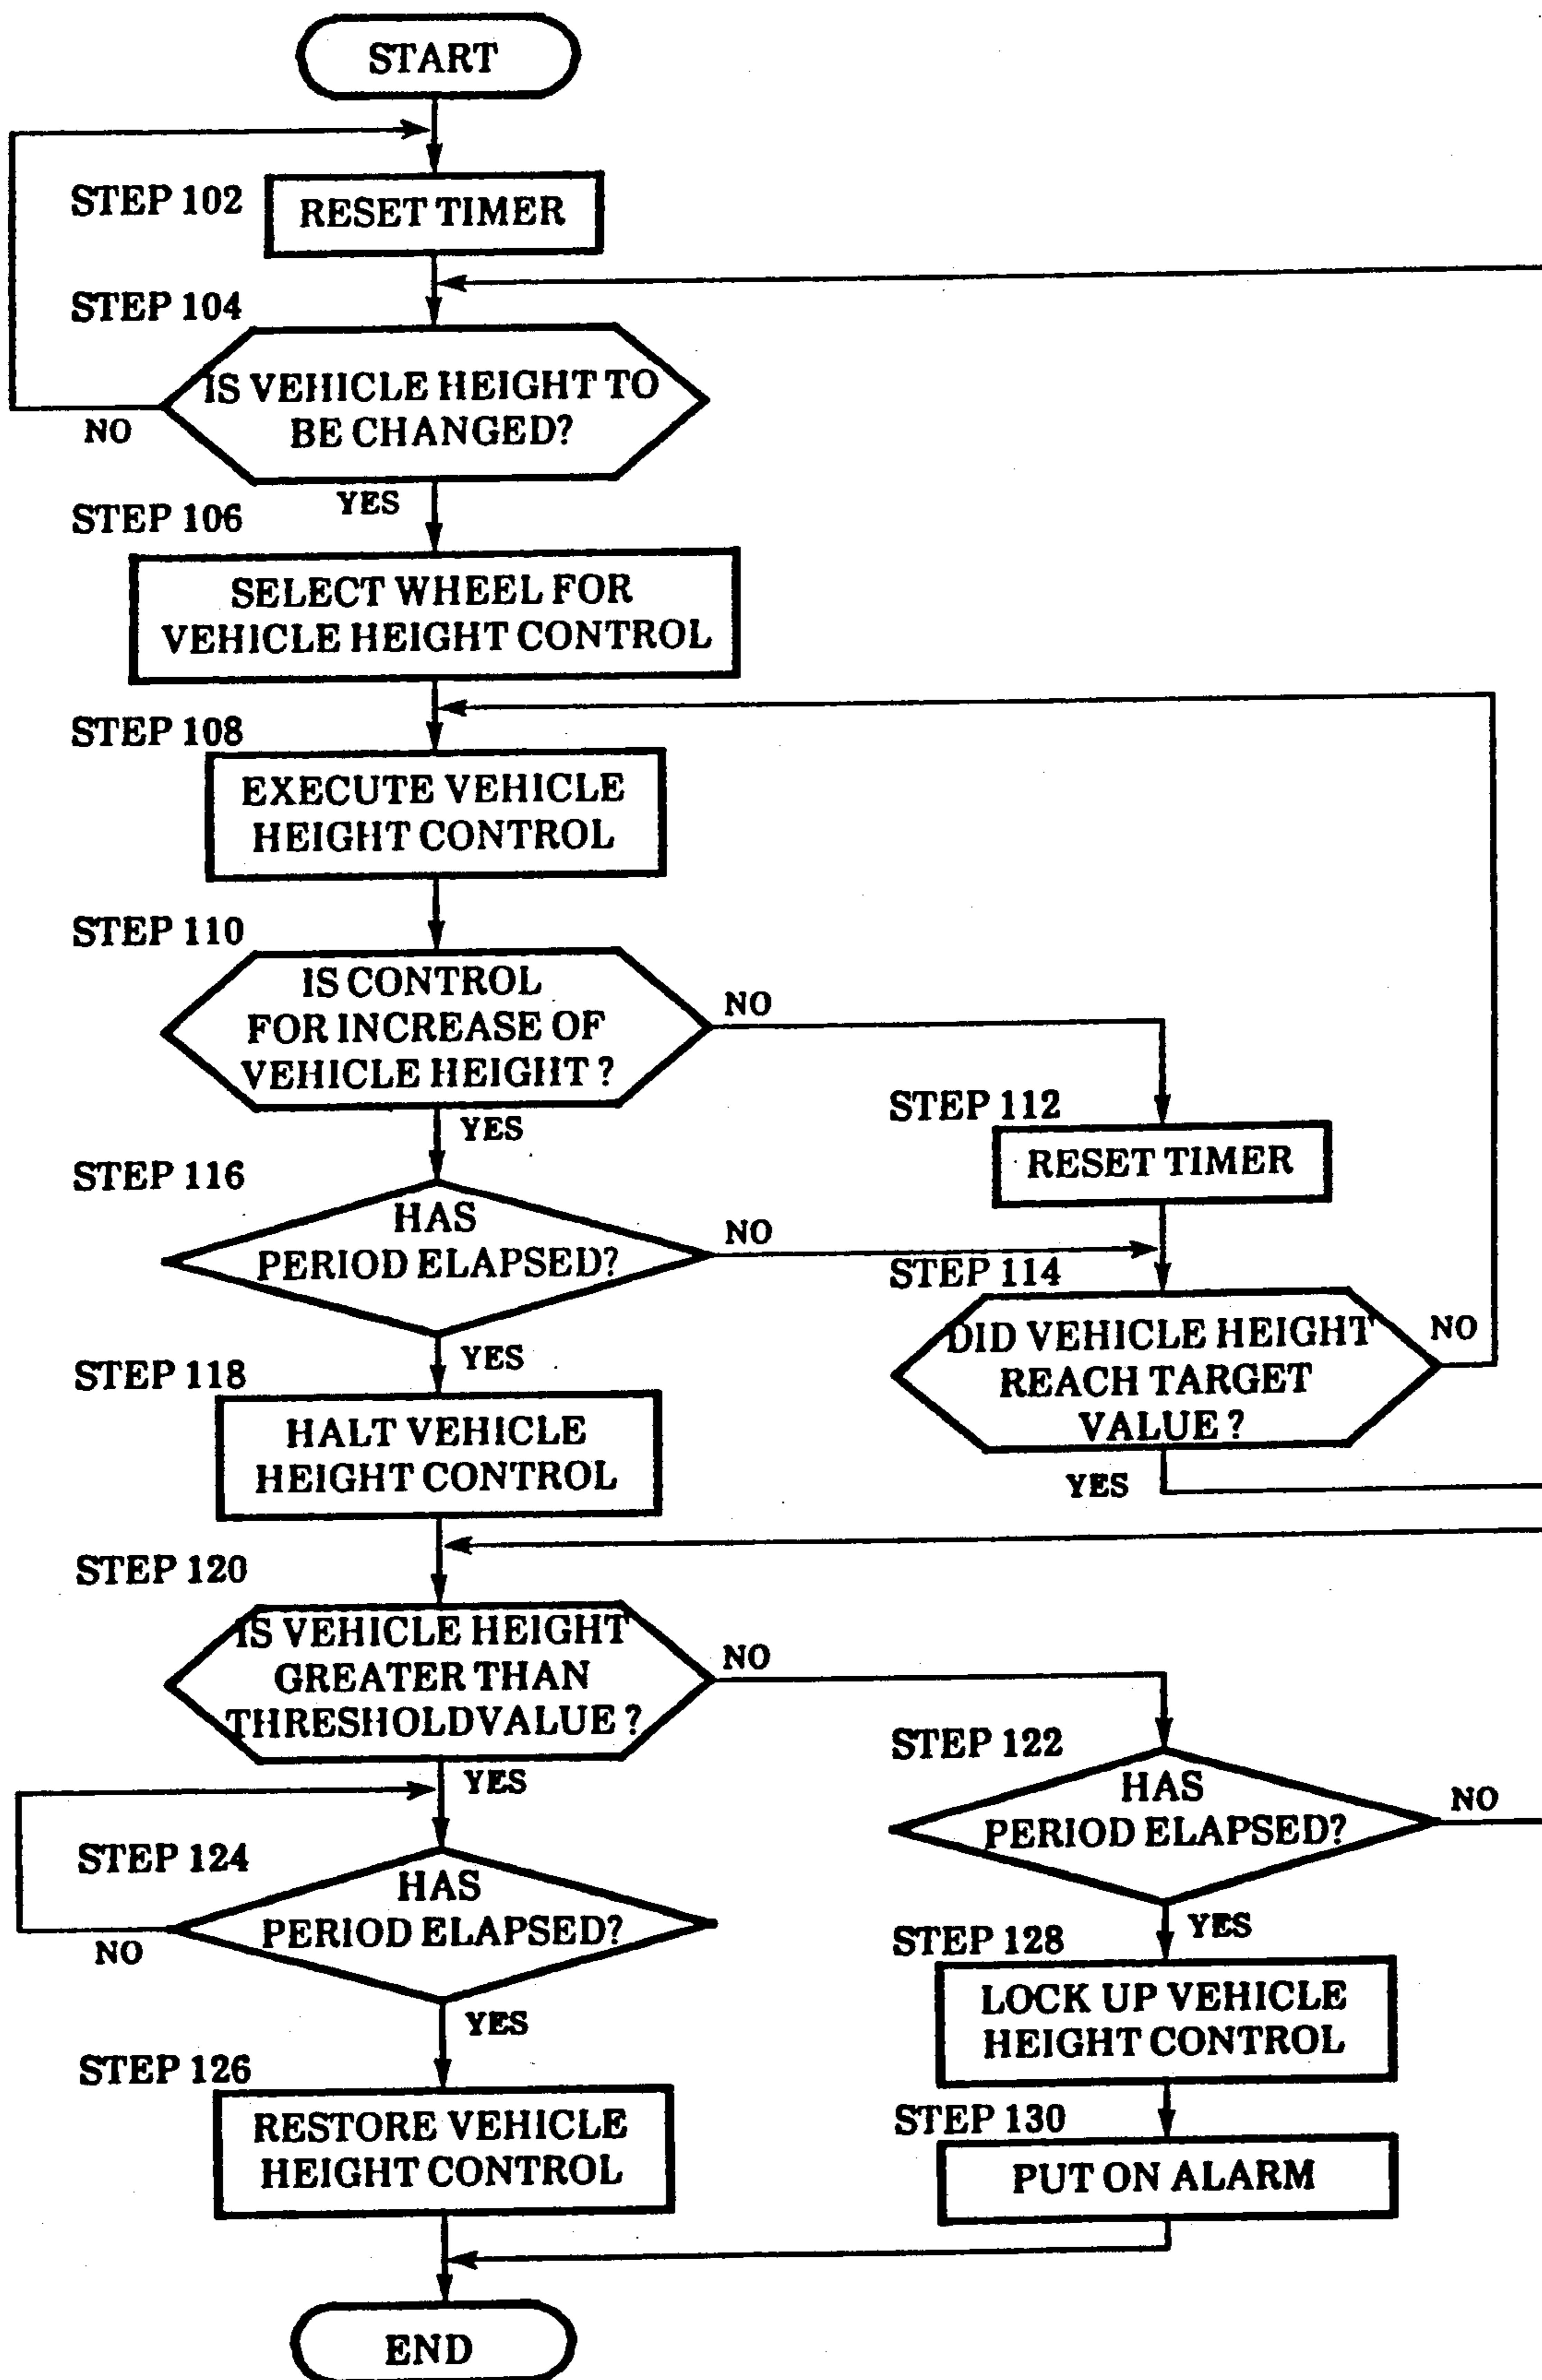 START
STEP 102
RESET TIMER
STEP 104
IS VEHICLE HEIGHT TO
BE CHANGED?
NO
YES
STEP 106
SELECT WHEEL FOR
VEHICLE HEIGHT CONTROL
STEP 108
EXECUTE VEHICLE
HEIGHT CONTROL
STEP 110
IS CONTROL
FOR INCREASE OF
VEHICLE HEIGHT ?
NO
YES
STEP 112
RESET TIMER
STEP 116
HAS
PERIOD ELAPSED?
NO
YES
STEP 114
DID VEHICLE HEIGHT
REACH TARGET
VALUE ?
NO
YES
STEP 118
HALT VEHICLE
HEIGHT CONTROL
STEP 120
IS VEHICLE HEIGHT
GREATER THAN
THRESHOLDVALUE ?
NO
YES
STEP 122
HAS
PERIOD ELAPSED?
NO
YES
STEP 124
HAS
PERIOD ELAPSED?
NO
YES
STEP 128
LOCK UP VEHICLE
HEIGHT CONTROL
STEP 126
RESTORE VEHICLE
HEIGHT CONTROL
STEP 130
PUT ON ALARM
END